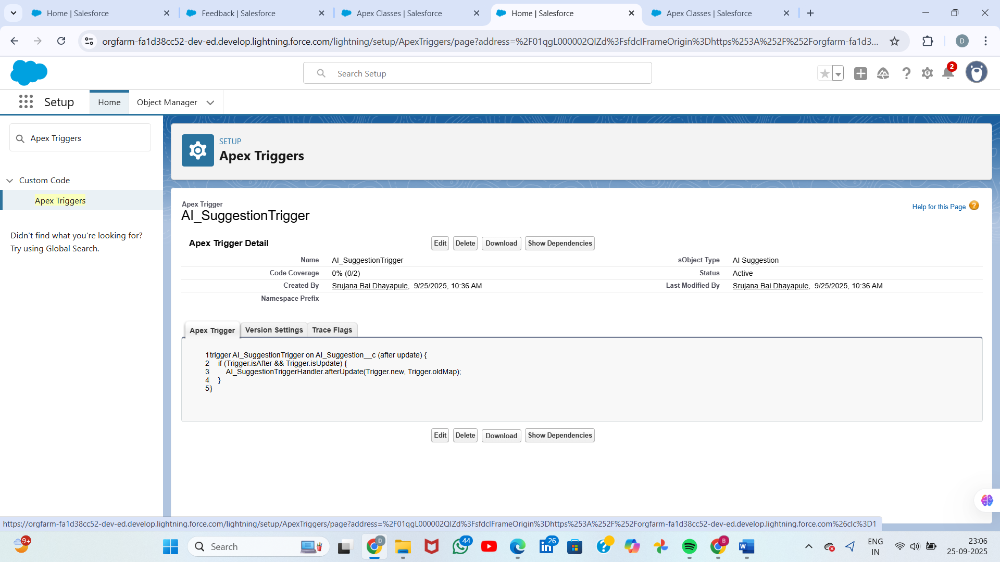 Home | Salesforce
Feedback | Salesforce
Apex Classes | Salesforce
Home | Salesforce
Apex Classes | Salesforce
orgfarm-fa1d38cc52-dev-ed.develop.lightning.force.com/lightning/setup/ApexTriggers/page?address=%2F01qgL000002QIZd%3FsfdcIFrameOrigin%3Dhttps%253A%252F%252Forgfarm-fa1d3...
D
Search Setup
2
Setup
Home
Object Manager
Apex Triggers
Custom Code
Apex Triggers
Didn't find what you're looking for?
Try using Global Search.
SETUP
Apex Triggers
Apex Trigger
AI_SuggestionTrigger
Help for this Page
?
Apex Trigger Detail
Edit
Delete
Download
Show Dependencies
Name AI_SuggestionTrigger sObject Type AI Suggestion
Code Coverage 0% (0/2) Status Active
Created By Srujana Bai Dhayapule, 9/25/2025, 10:36 AM Last Modified By Srujana Bai Dhayapule, 9/25/2025, 10:36 AM
Namespace Prefix
Apex Trigger
Version Settings
Trace Flags
1trigger AI_SuggestionTrigger on AI_Suggestion__c (after update) {
2    if (Trigger.isAfter && Trigger.isUpdate) {
3        AI_SuggestionTriggerHandler.afterUpdate(Trigger.new, Trigger.oldMap);
4    }
5}
Edit
Delete
Download
Show Dependencies
https://orgfarm-fa1d38cc52-dev-ed.develop.lightning.force.com/lightning/setup/ApexTriggers/page?address=%2F01qgL000002QIZd%3FsfdcIFrameOrigin%3Dhttps%253A%252F%252Forgfarm-fa1d38cc52-dev-ed.develop.lightning.force.com%26clc%3D1
9+
Search
D
44
26
B
ENG
IN
23:06
25-09-2025